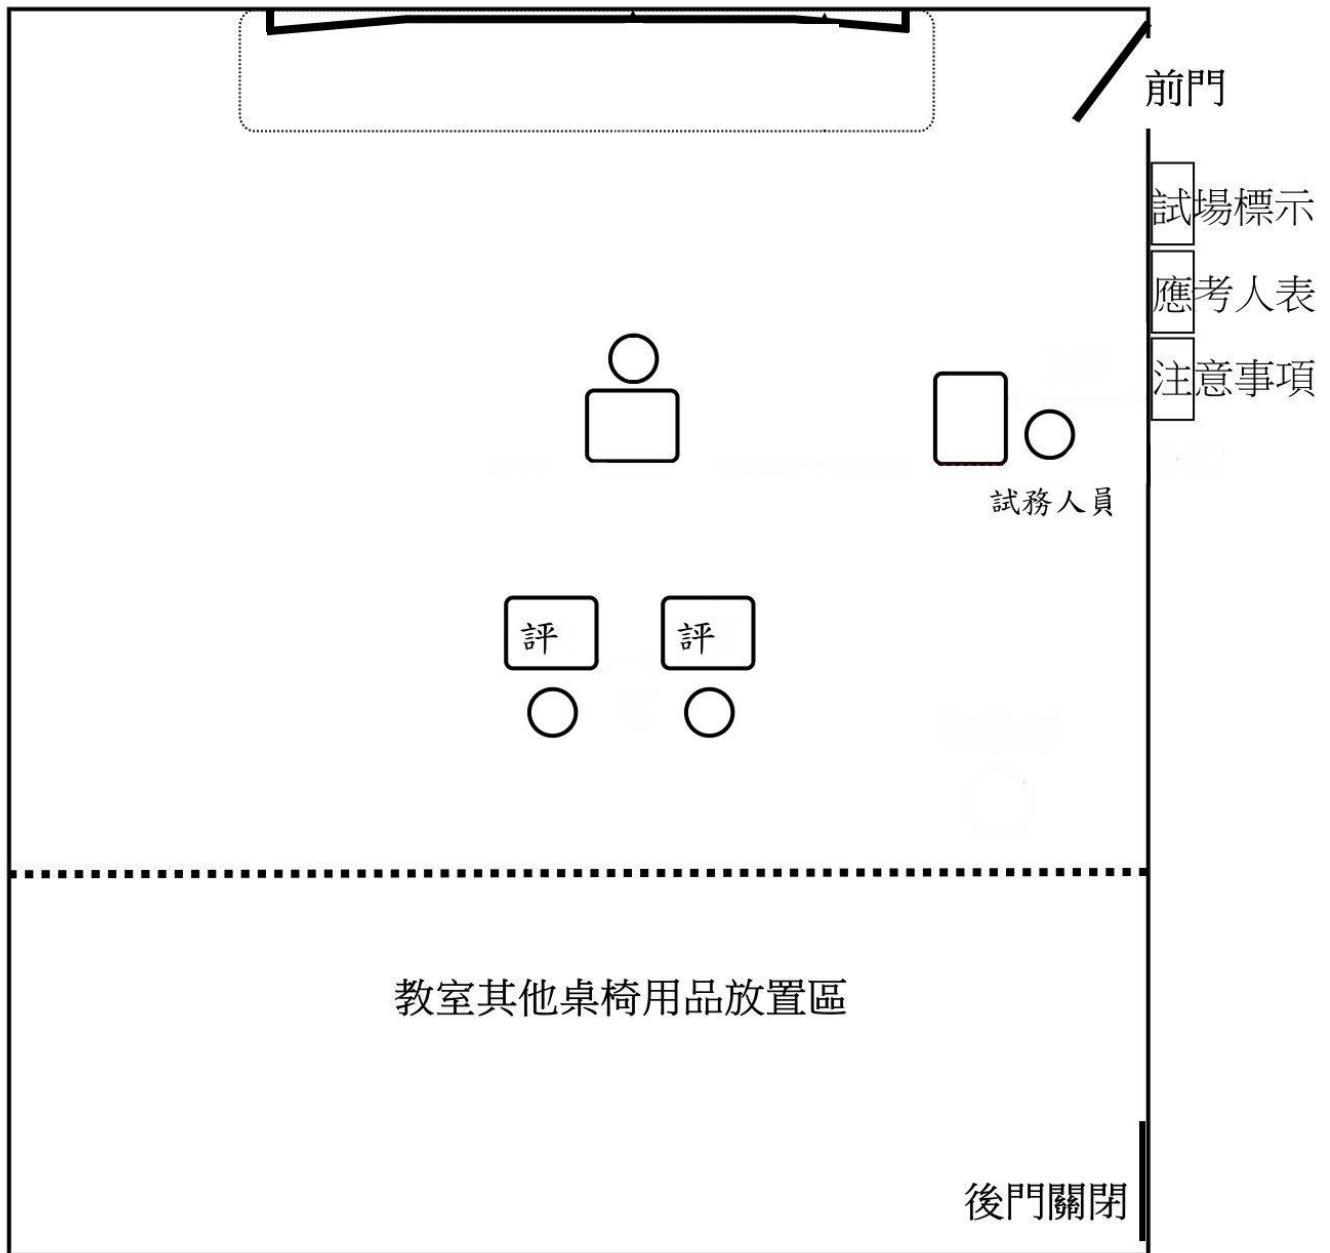 前門
試場標示
應考人表
注意事項
試務人員
評
評
教室其他桌椅用品放置區
後門關閉